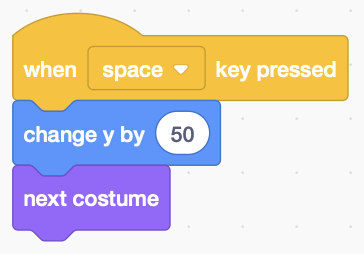 when space key pressed
change y by 50
next costume